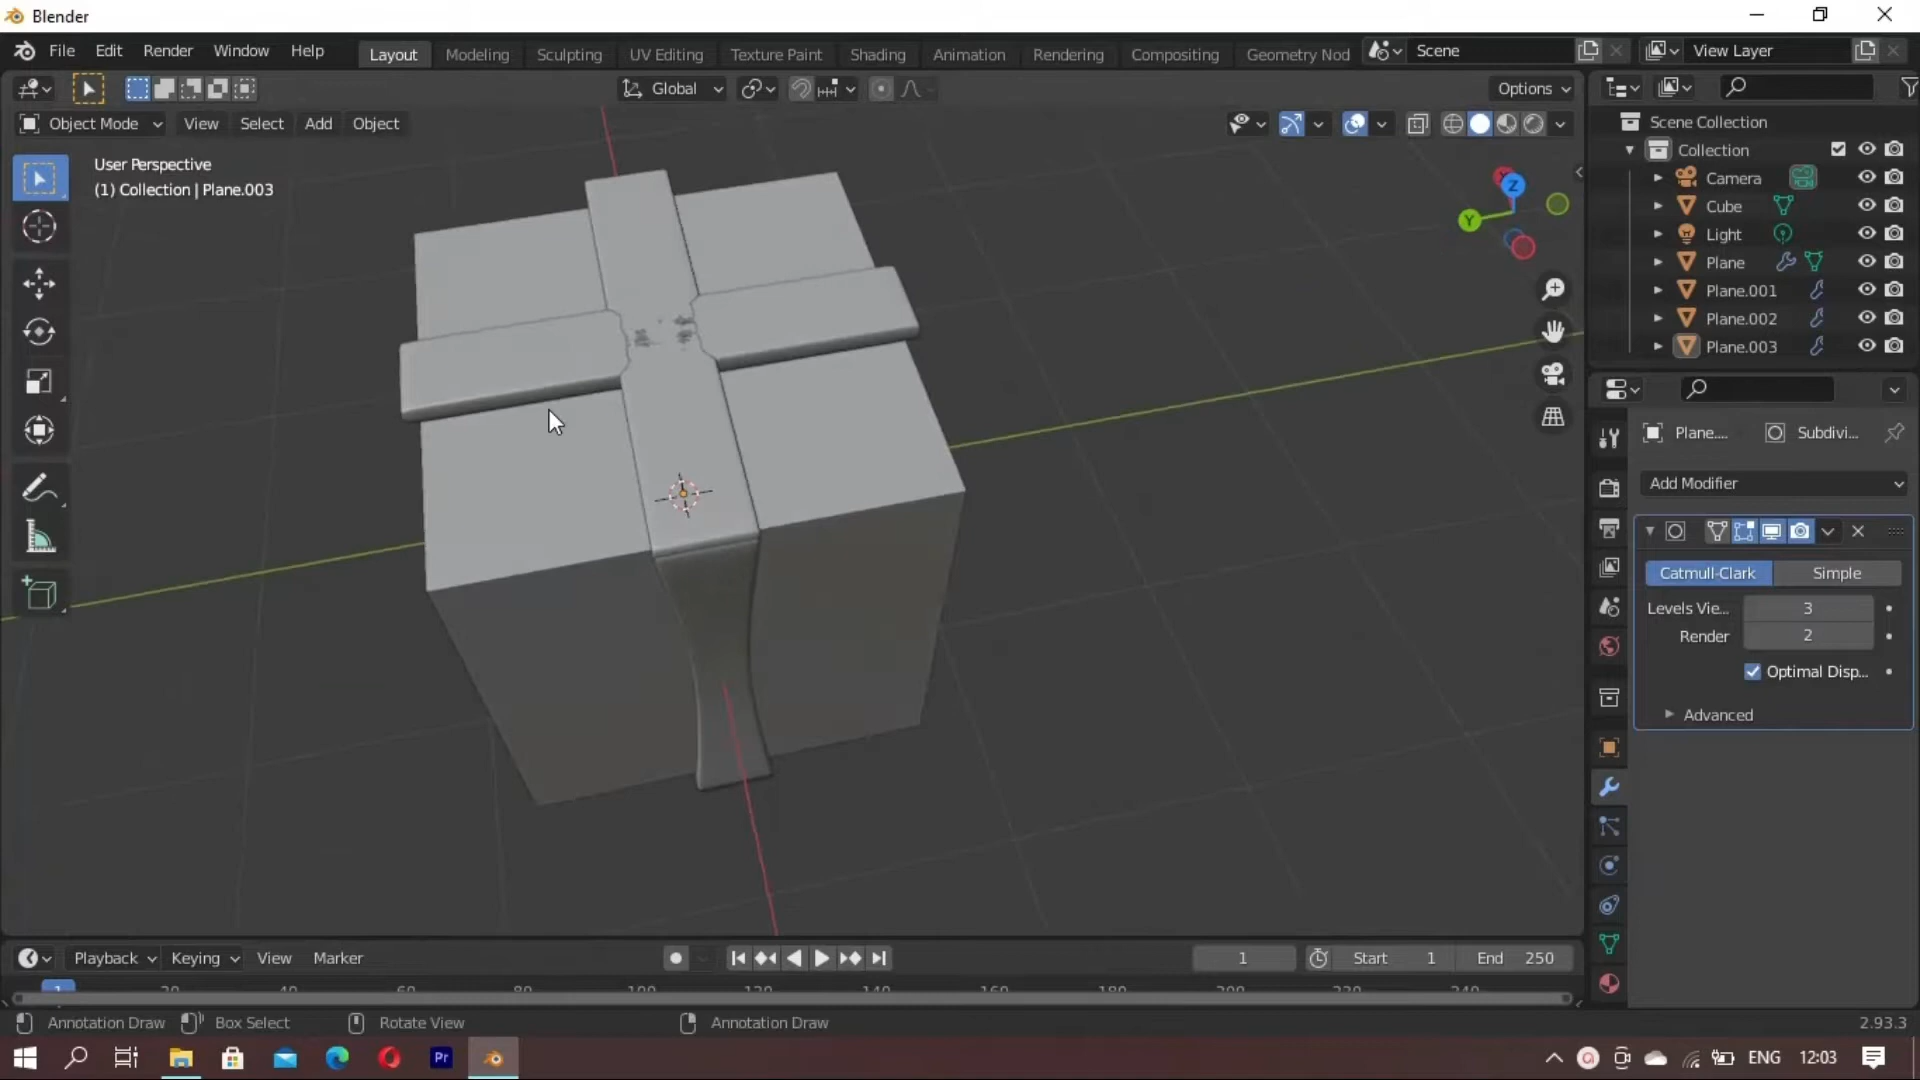 Blender
File Edit Render Window Help Layout Modeling Sculpting UV Editing Texture Paint Shading Animation Rendering Compositing Geometry Nod Scene View Layer
Global Options
Object Mode View Select Add Object
User Perspective
(1) Collection | Plane.003
Z
Y
Scene Collection
Collection
Camera
Cube
Light
Plane
Plane.001
Plane.002
Plane.003
Plane.... Subdivi...
Add Modifier
Catmull-Clark Simple
Levels Vie... 3
Render 2
Optimal Disp...
Advanced
Playback Keying View Marker 1 Start 1 End 250
1
Annotation Draw Box Select Rotate View Annotation Draw 2.93.3
Pr ENG 12:03